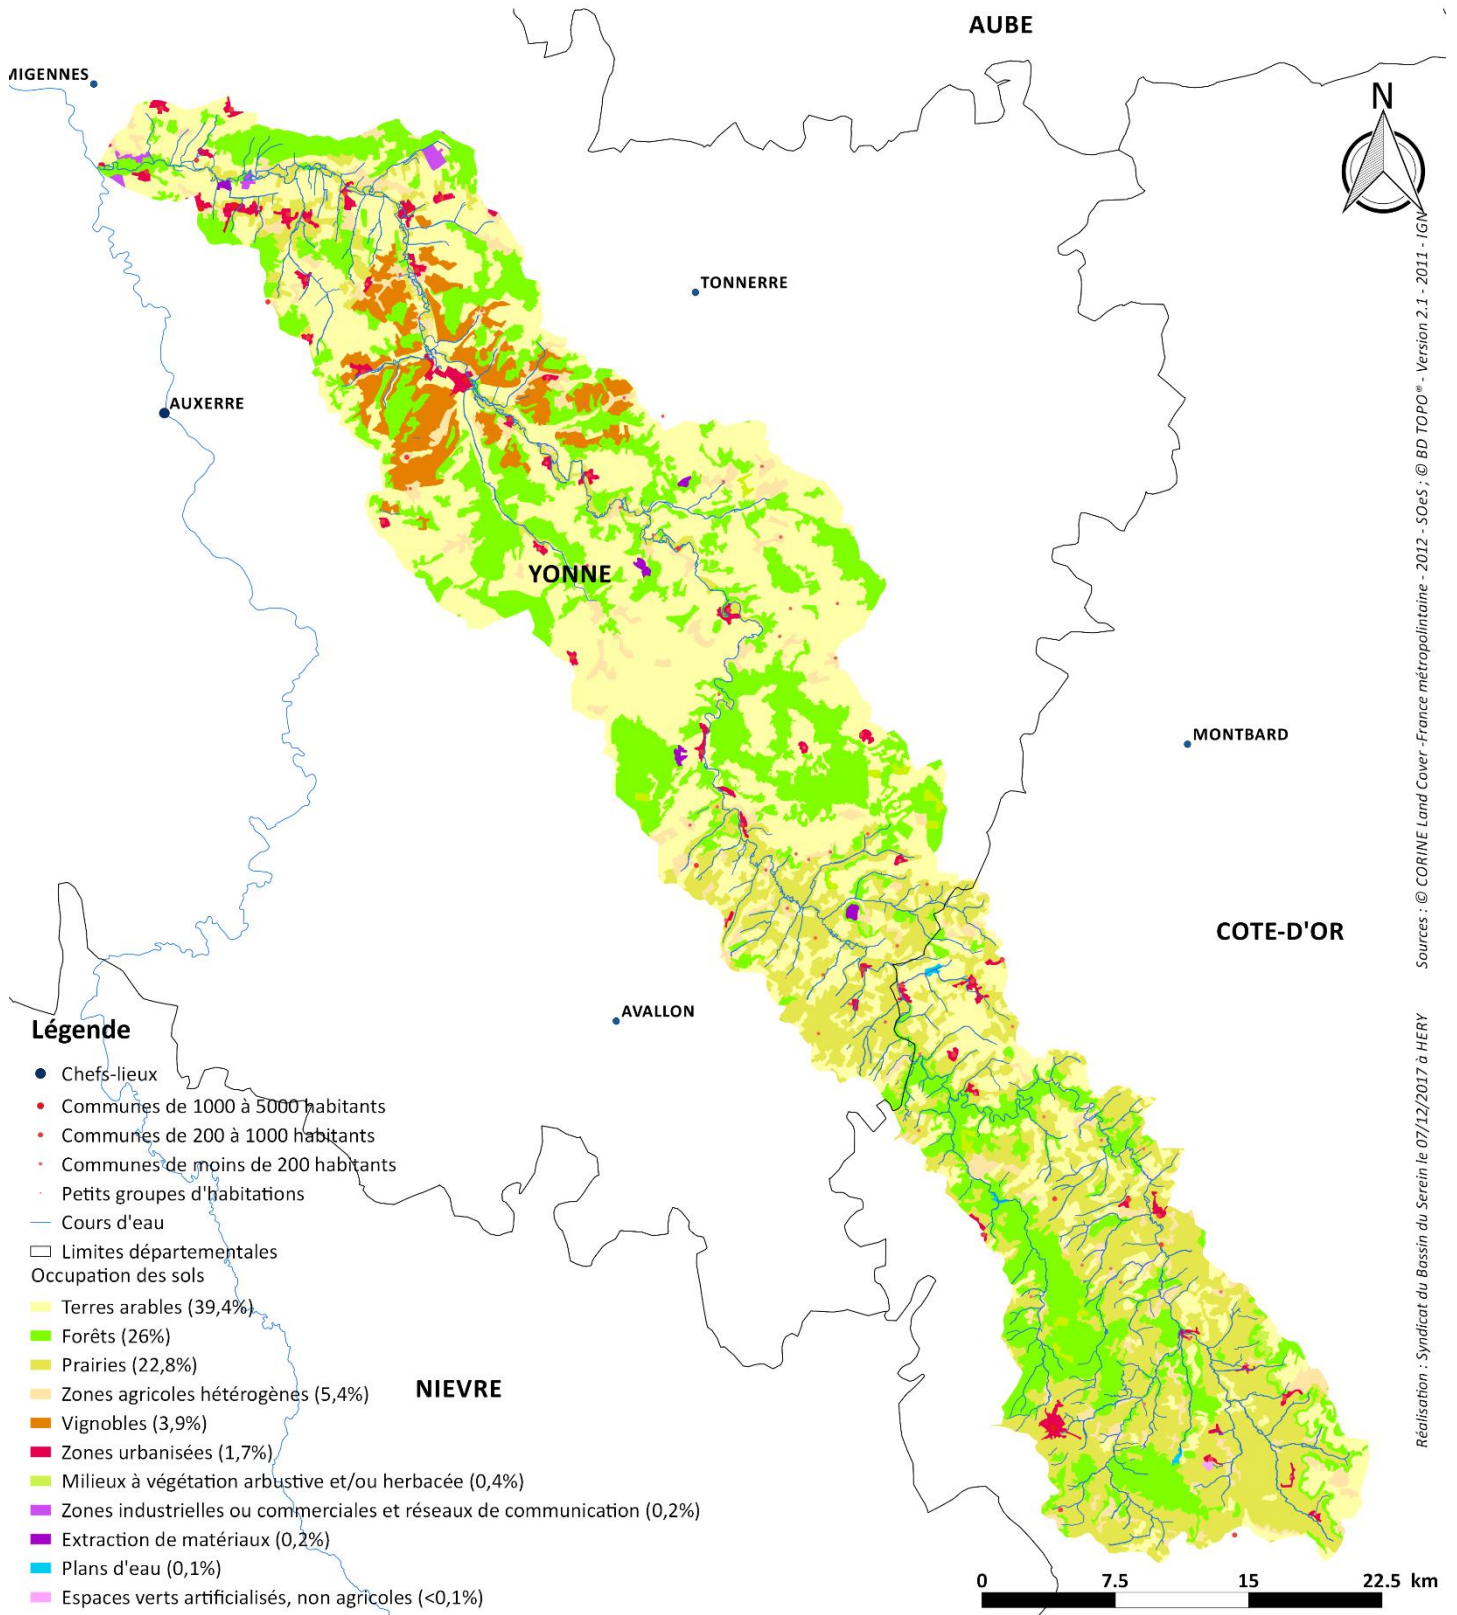 AUBE
MIGENNES
N
TONNERRE
AUXERRE
YONNE
MONTBARD
COTE-D'OR
AVALLON
NIEVRE
Légende
Chefs-lieux
Communes de 1000 à 5000 habitants
Communes de 200 à 1000 habitants
Communes de moins de 200 habitants
Petits groupes d'habitations
Cours d'eau
Limites départementales
Occupation des sols
Terres arables (39,4%)
Forêts (26%)
Prairies (22,8%)
Zones agricoles hétérogènes (5,4%)
Vignobles (3,9%)
Zones urbanisées (1,7%)
Milieux à végétation arbustive et/ou herbacée (0,4%)
Zones industrielles ou commerciales et réseaux de communication (0,2%)
Extraction de matériaux (0,2%)
Plans d'eau (0,1%)
Espaces verts artificialisés, non agricoles (<0,1%)
0 7.5 15 22.5 km
Réalisation : Syndicat du Bassin du Serein le 07/12/2017 à HERY Sources : © CORINE Land Cover -France métropolintaine - 2012 - SOeS ; © BD TOPO® - Version 2.1 - 2011 - IGN